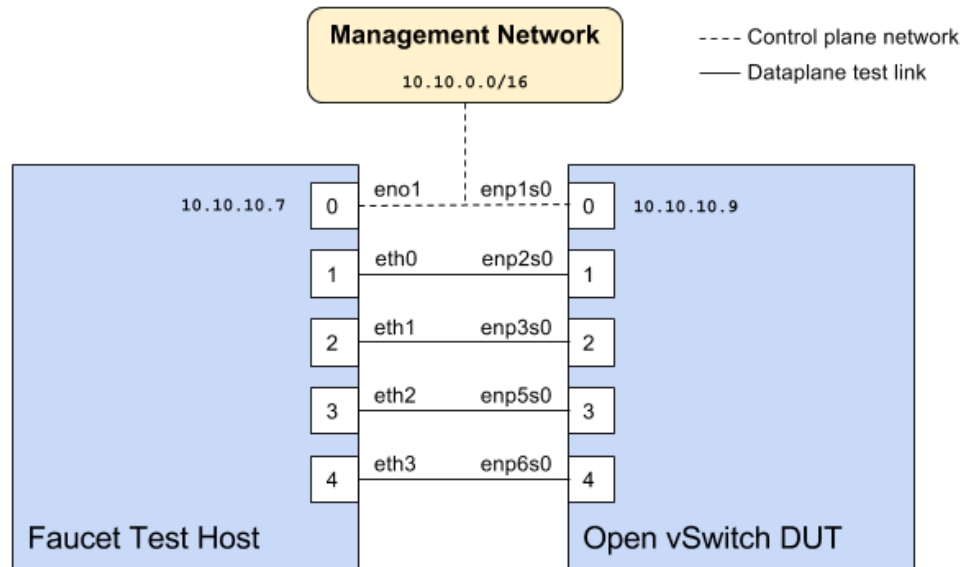 Management Network
10.10.0.0/16
---- Control plane network
—— Dataplane test link
10.10.10.7
0
eno1
enp1s0
0
10.10.10.9
1
eth0
enp2s0
1
2
eth1
enp3s0
2
3
eth2
enp5s0
3
4
eth3
enp6s0
4
Faucet Test Host
Open vSwitch DUT